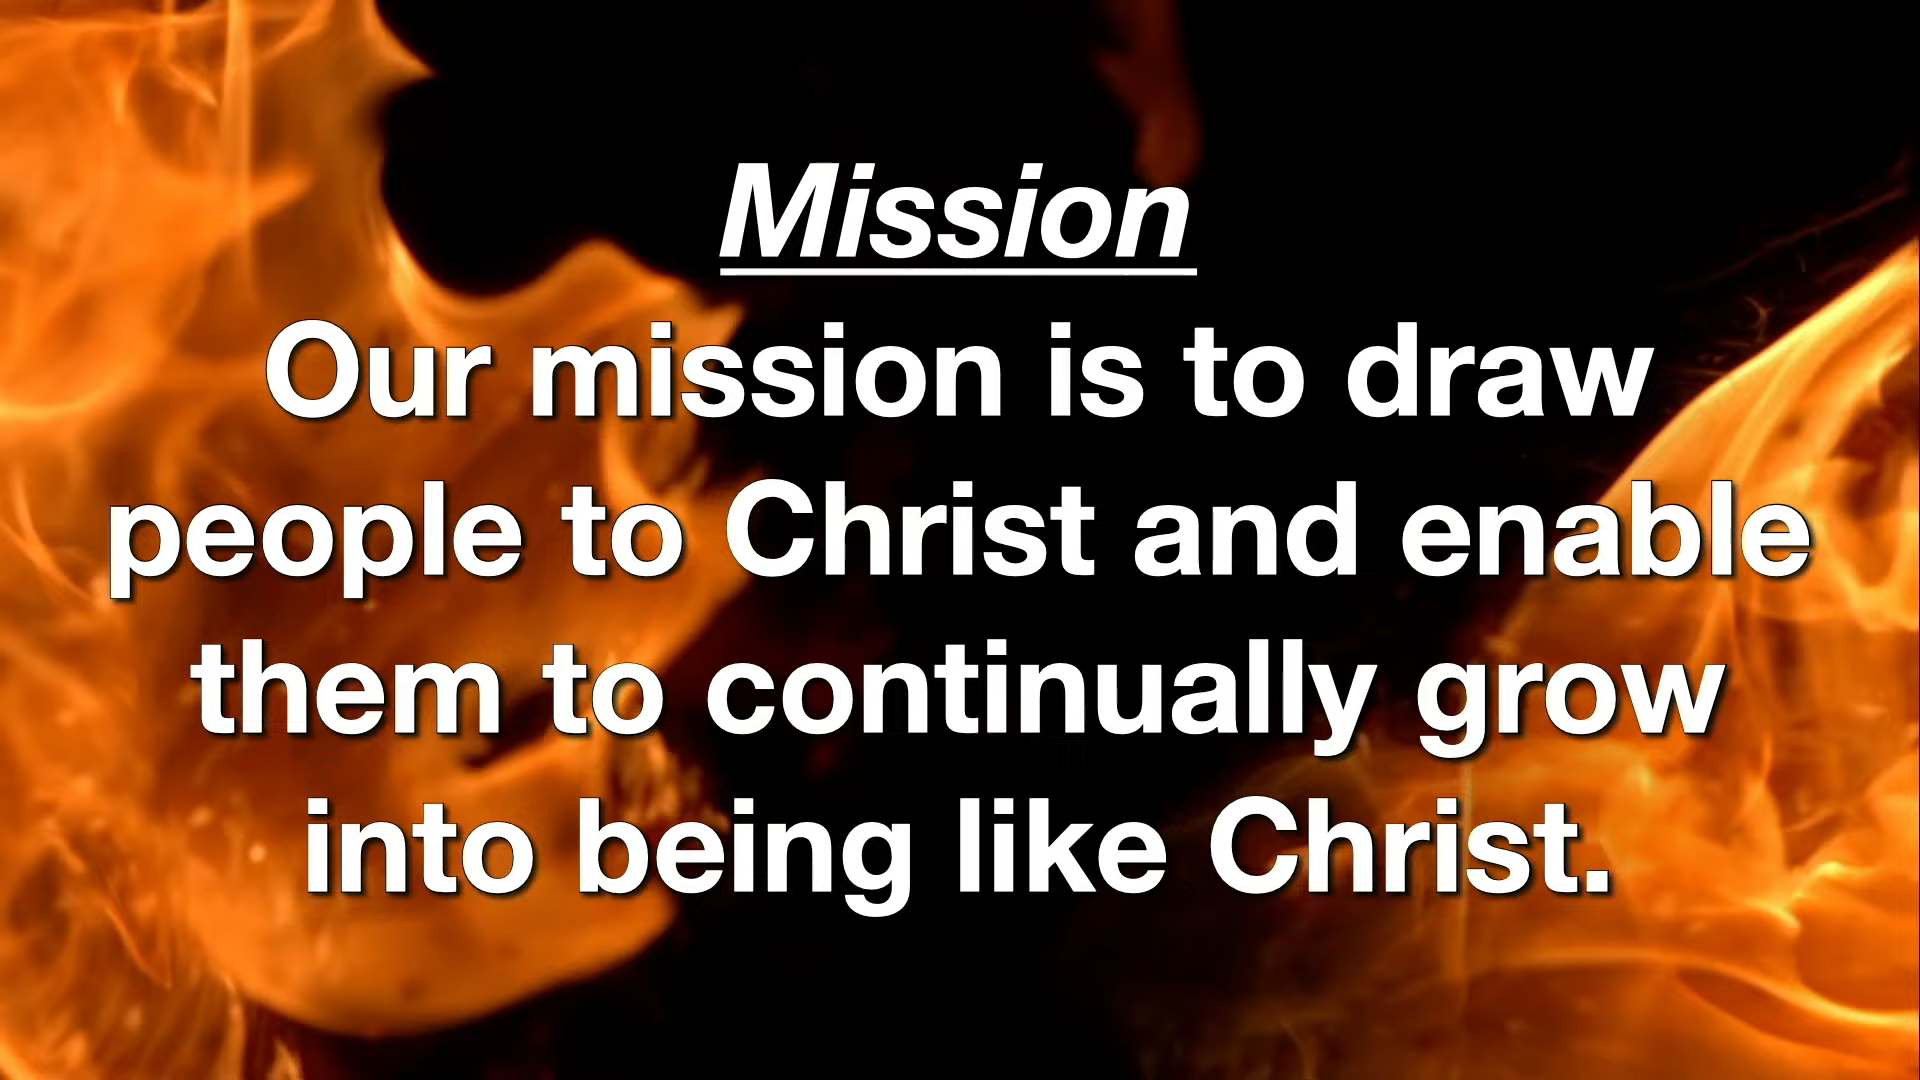 Mission
Our mission is to draw
people to Christ and enable
them to continually grow
into being like Christ.